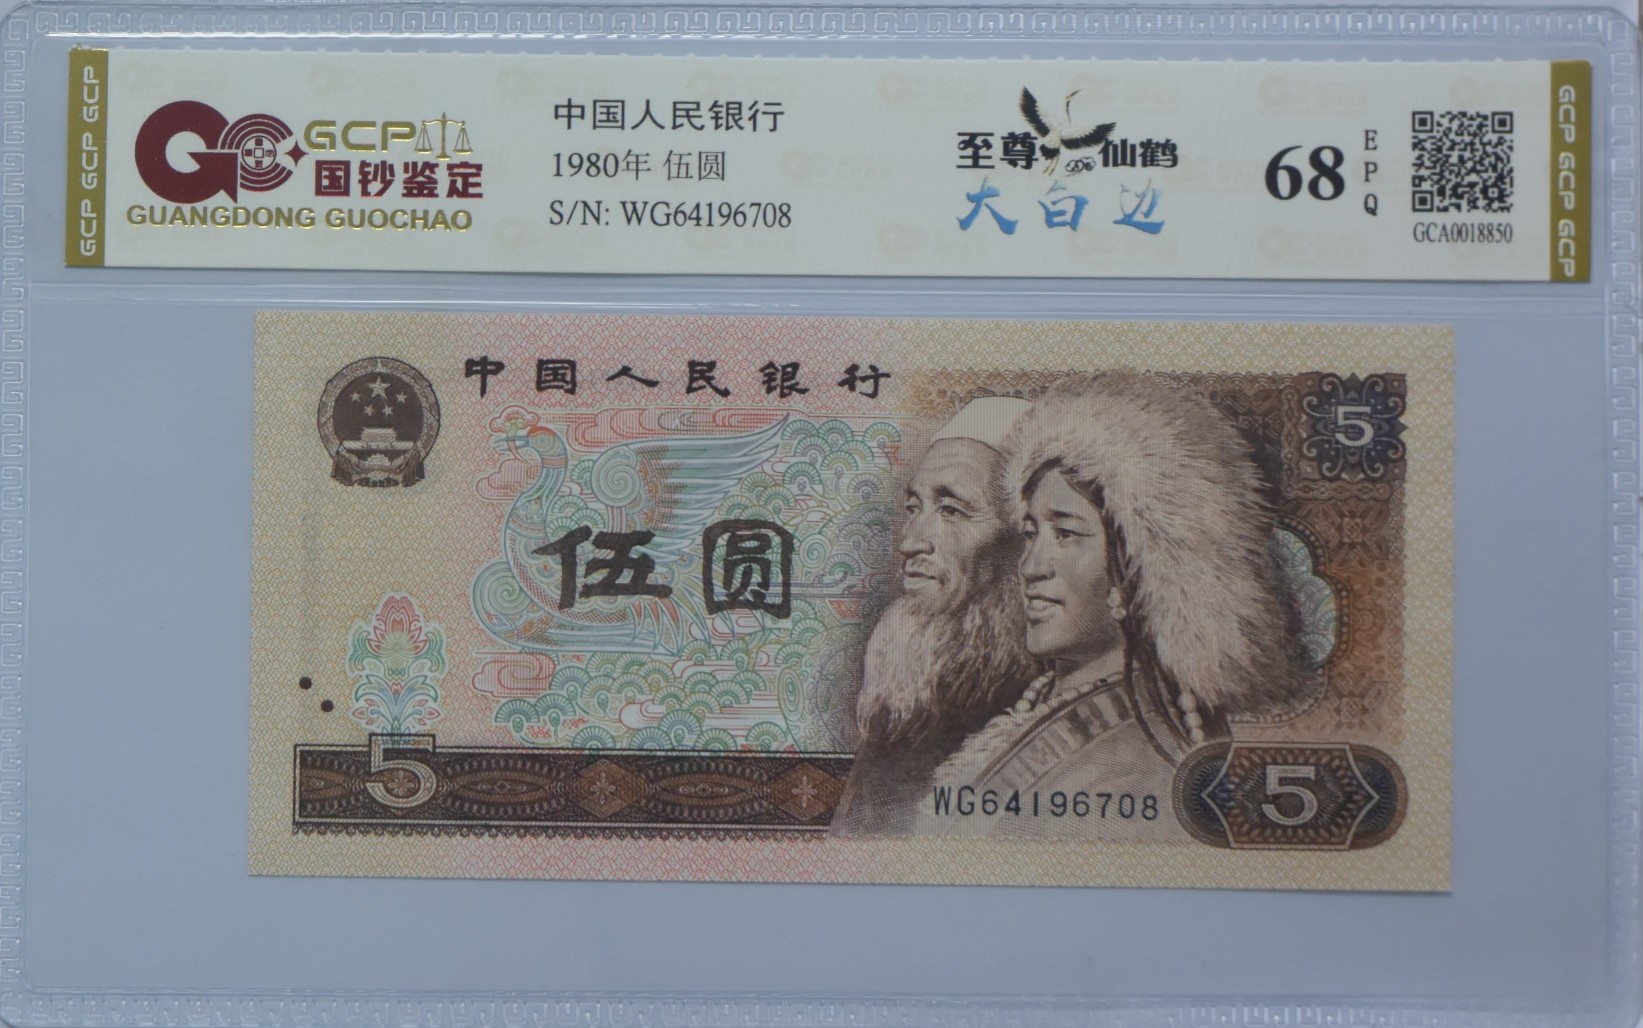 GCP GCP GCP
GCP
国钞鉴定
GUANGDONG GUOCHAO
中国人民银行
1980年 伍圆
S/N: WG64196708
至尊仙鹤
大白边
68
EPQ
GCA0018850
GCP GCP GCP
中国人民银行
5
伍圆
5
WG64196708
5